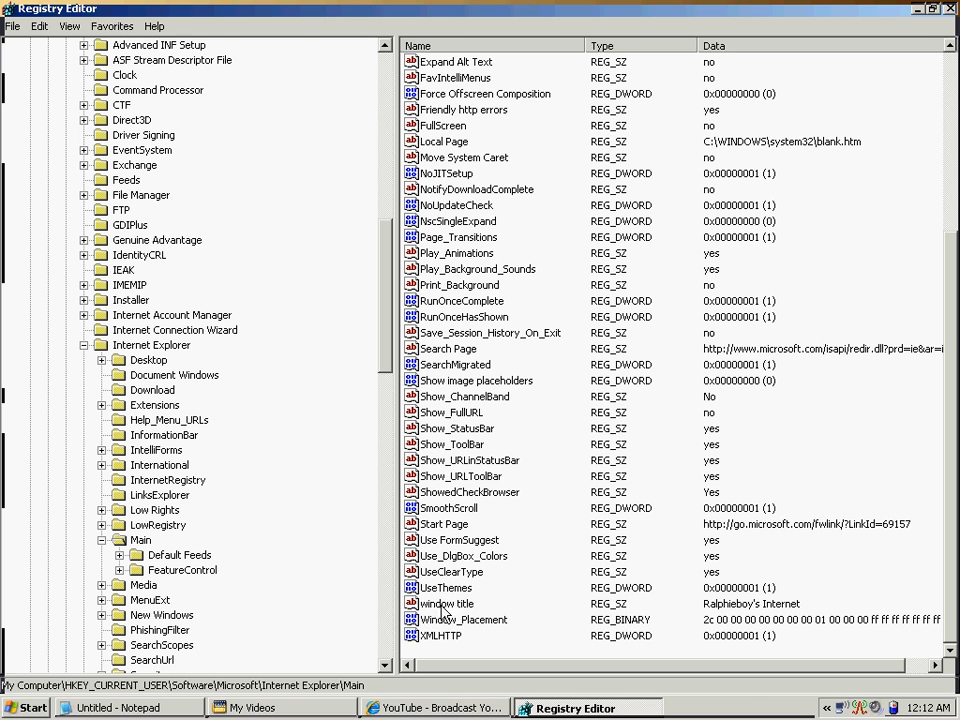 Registry Editor
File Edit View Favorites Help
Advanced INF Setup
ASF Stream Descriptor File
Clock
Command Processor
CTF
Direct3D
Driver Signing
EventSystem
Exchange
Feeds
File Manager
FTP
GDIPlus
Genuine Advantage
IdentityCRL
IEAK
IMEMIP
Installer
Internet Account Manager
Internet Connection Wizard
Internet Explorer
Desktop
Document Windows
Download
Extensions
Help_Menu_URLs
InformationBar
IntelliForms
International
InternetRegistry
LinksExplorer
Low Rights
LowRegistry
Main
Default Feeds
FeatureControl
Media
MenuExt
New Windows
PhishingFilter
SearchScopes
SearchUrl
Name Type Data
Expand Alt Text REG_SZ no
FavIntelliMenus REG_SZ no
Force Offscreen Composition REG_DWORD 0x00000000 (0)
Friendly http errors REG_SZ yes
FullScreen REG_SZ no
Local Page REG_SZ C:\WINDOWS\system32\blank.htm
Move System Caret REG_SZ no
NoJITSetup REG_DWORD 0x00000001 (1)
NotifyDownloadComplete REG_SZ no
NoUpdateCheck REG_DWORD 0x00000001 (1)
NscSingleExpand REG_DWORD 0x00000000 (0)
Page_Transitions REG_DWORD 0x00000001 (1)
Play_Animations REG_SZ yes
Play_Background_Sounds REG_SZ yes
Print_Background REG_SZ no
RunOnceComplete REG_DWORD 0x00000001 (1)
RunOnceHasShown REG_DWORD 0x00000001 (1)
Save_Session_History_On_Exit REG_SZ no
Search Page REG_SZ http://www.microsoft.com/isapi/redir.dll?prd=ie&ar=i
SearchMigrated REG_DWORD 0x00000001 (1)
Show image placeholders REG_DWORD 0x00000000 (0)
Show_ChannelBand REG_SZ No
Show_FullURL REG_SZ no
Show_StatusBar REG_SZ yes
Show_ToolBar REG_SZ yes
Show_URLinStatusBar REG_SZ yes
Show_URLToolBar REG_SZ yes
ShowedCheckBrowser REG_SZ Yes
SmoothScroll REG_DWORD 0x00000001 (1)
Start Page REG_SZ http://go.microsoft.com/fwlink/?LinkId=69157
Use FormSuggest REG_SZ yes
Use_DlgBox_Colors REG_SZ yes
UseClearType REG_SZ yes
UseThemes REG_DWORD 0x00000001 (1)
window title REG_SZ Ralphieboy's Internet
Window_Placement REG_BINARY 2c 00 00 00 00 00 00 00 01 00 00 00 ff ff ff ff ff ff ff
XMLHTTP REG_DWORD 0x00000001 (1)
My Computer\HKEY_CURRENT_USER\Software\Microsoft\Internet Explorer\Main
Start Untitled - Notepad My Videos YouTube - Broadcast Yo... Registry Editor « 12:12 AM